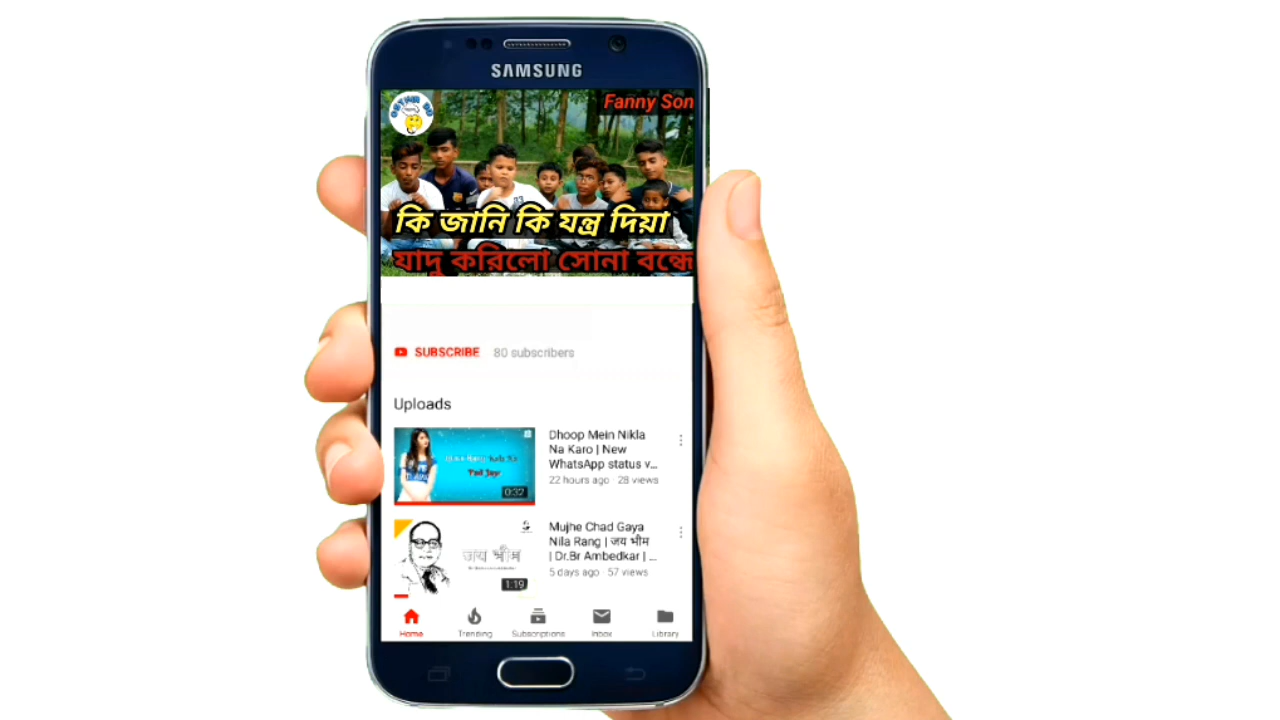 SAMSUNG
Fanny Son
কি জানি কি যন্ত্র দিয়া
যাদু করিলো সোনা বন্ধে
SUBSCRIBE 80 subscribers
Uploads
Dhoop Mein Nikla
Na Karo | New
WhatsApp status v...
22 hours ago · 28 views
0:32
Mujhe Chad Gaya
Nila Rang | जय भीम
| Dr.Br Ambedkar | ...
5 days ago · 57 views
जय भीम
1:19
Home Trending Subscriptions Inbox Library